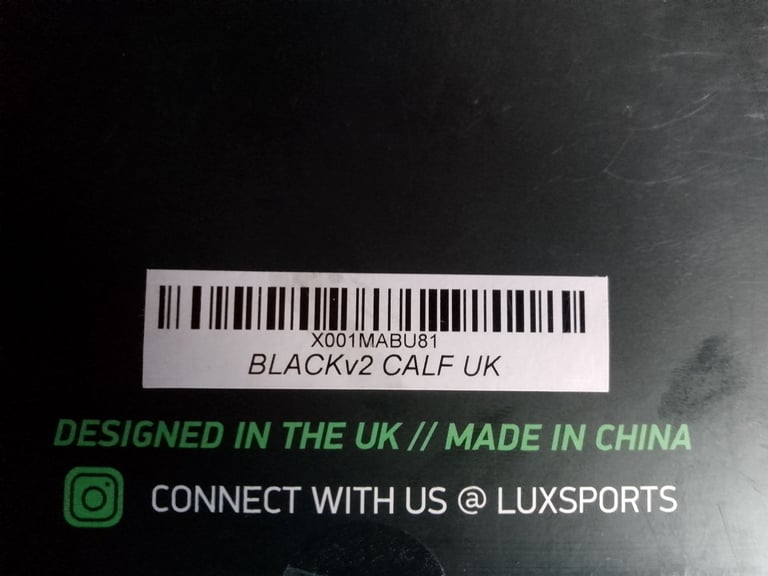 X001MABU81
BLACKv2 CALF UK
DESIGNED IN THE UK // MADE IN CHINA
CONNECT WITH US @ LUXSPORTS